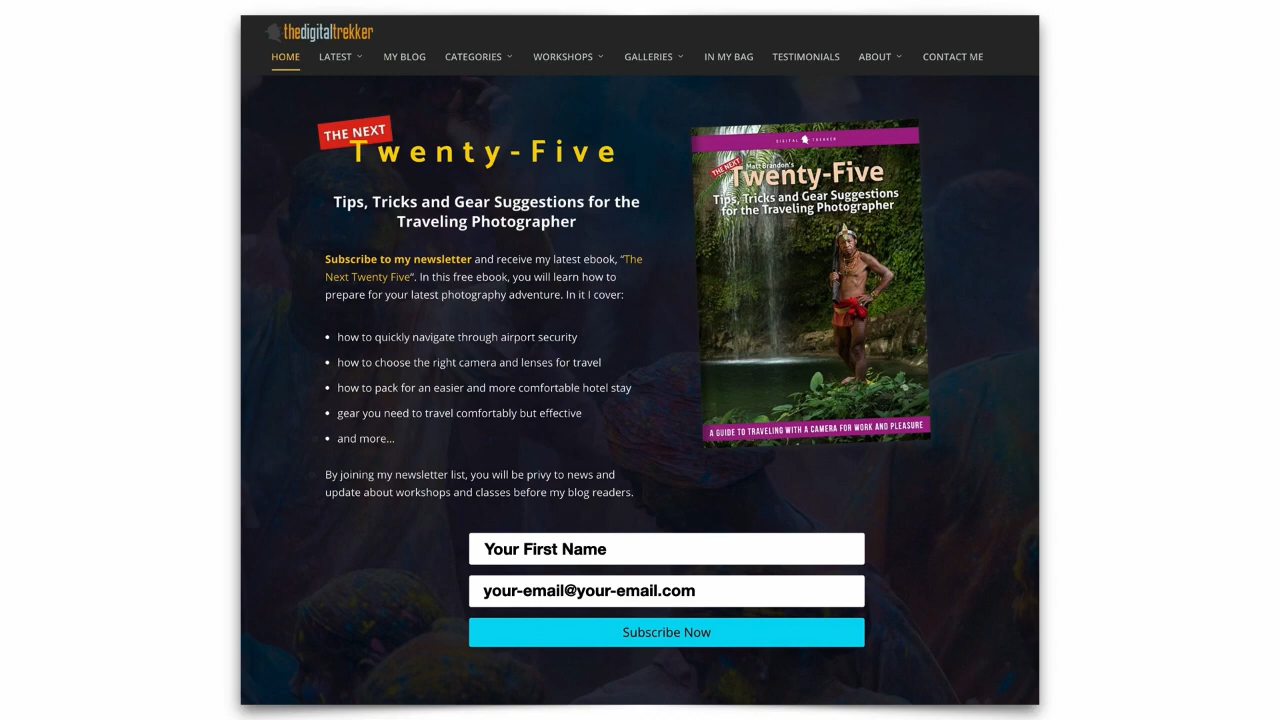 thedigitaltrekker
HOME LATEST MY BLOG CATEGORIES WORKSHOPS GALLERIES IN MY BAG TESTIMONIALS ABOUT CONTACT ME
THE NEXT
Twenty-Five
Tips, Tricks and Gear Suggestions for the
Traveling Photographer
Subscribe to my newsletter and receive my latest ebook, “The
Next Twenty Five“. In this free ebook, you will learn how to
prepare for your latest photography adventure. In it I cover:
• how to quickly navigate through airport security
• how to choose the right camera and lenses for travel
• how to pack for an easier and more comfortable hotel stay
• gear you need to travel comfortably but effective
• and more...
By joining my newsletter list, you will be privy to news and
update about workshops and classes before my blog readers.
DIGITAL TREKKER
THE NEXT
Matt Brandon's
Twenty-Five
Tips, Tricks and Gear Suggestions
for the Traveling Photographer
A GUIDE TO TRAVELING WITH A CAMERA FOR WORK AND PLEASURE
Your First Name
your-email@your-email.com
Subscribe Now